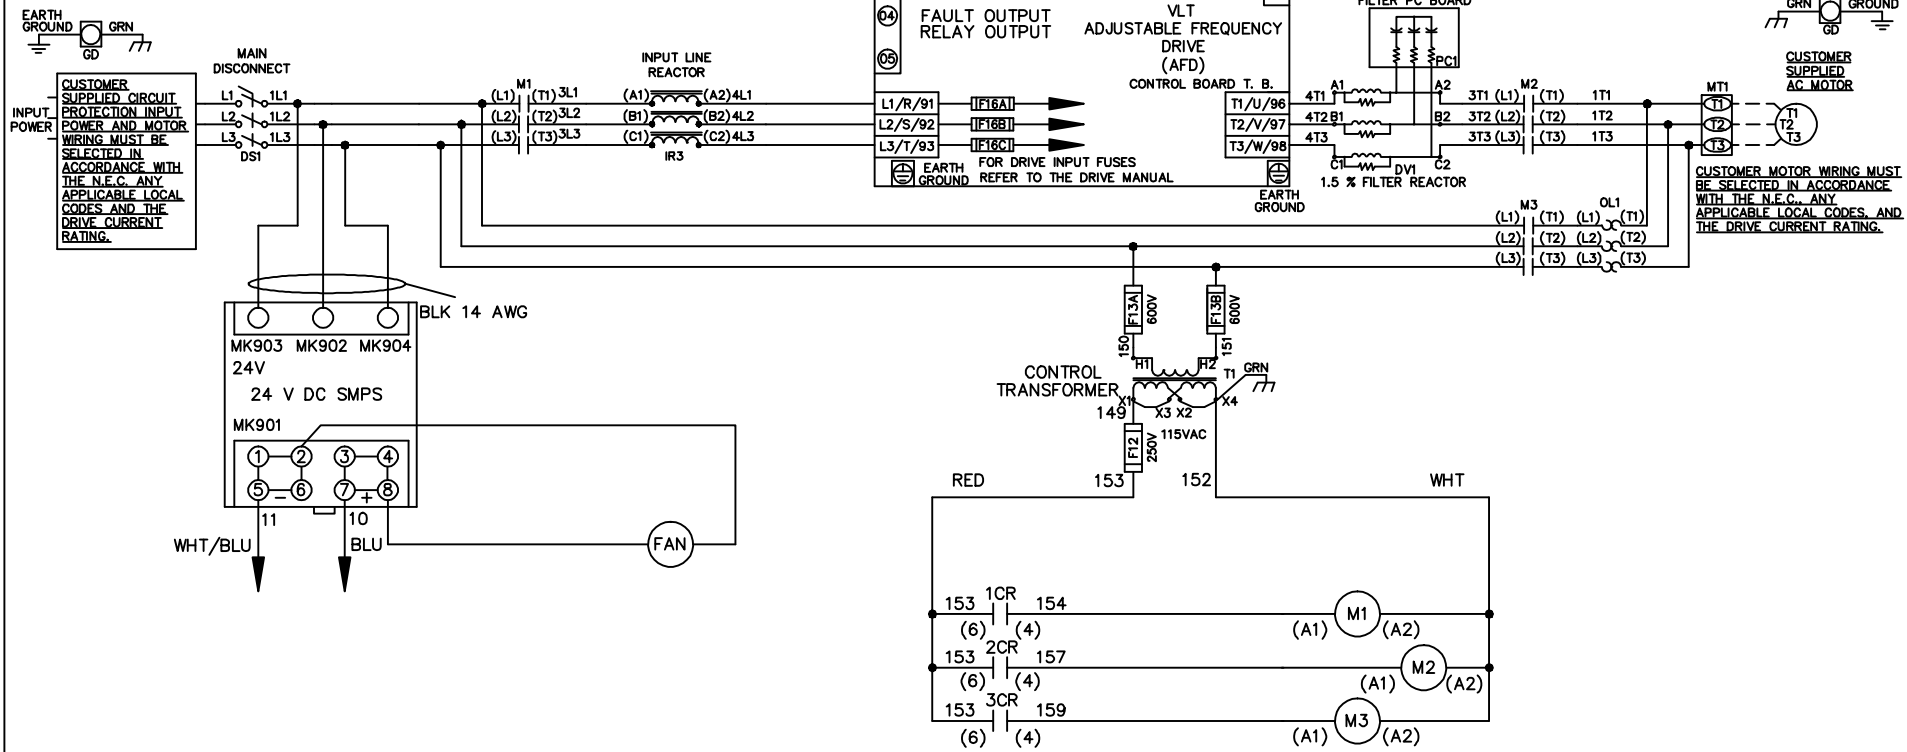 EARTH
GROUND
GRN
GD
MAIN
DISCONNECT
CUSTOMER
SUPPLIED CIRCUIT
PROTECTION INPUT
POWER AND MOTOR
WIRING MUST BE
SELECTED IN
ACCORDANCE WITH
THE N.E.C. ANY
APPLICABLE LOCAL
CODES AND THE
DRIVE CURRENT
RATING.
INPUT
POWER
L1 1L1
L2 1L2
L3 1L3
DS1
M1
(L1) (T1) 3L1
(L2) (T2) 3L2
(L3) (T3) 3L3
INPUT LINE
REACTOR
(A1) (A2) 4L1
(B1) (B2) 4L2
(C1) (C2) 4L3
IR3
04
05
FAULT OUTPUT
RELAY OUTPUT
VLT
ADJUSTABLE FREQUENCY
DRIVE
(AFD)
CONTROL BOARD T. B.
L1/R/91 F16A T1/U/96
L2/S/92 F16B T2/V/97
L3/T/93 F16C T3/W/98
EARTH
GROUND
FOR DRIVE INPUT FUSES
REFER TO THE DRIVE MANUAL
EARTH
GROUND
FILTER PC BOARD
PC1
4T1 A1 A2
4T2 B1 B2
4T3 C1 C2
DV1
1.5 % FILTER REACTOR
M2
3T1 (L1) (T1) 1T1
3T2 (L2) (T2) 1T2
3T3 (L3) (T3) 1T3
GRN
GROUND
GD
CUSTOMER
SUPPLIED
AC MOTOR
MT1
T1
T2
T3
T1
T2
T3
CUSTOMER MOTOR WIRING MUST
BE SELECTED IN ACCORDANCE
WITH THE N.E.C., ANY
APPLICABLE LOCAL CODES, AND
THE DRIVE CURRENT RATING.
M3 OL1
(L1) (T1) (L1) (T1)
(L2) (T2) (L2) (T2)
(L3) (T3) (L3) (T3)
BLK 14 AWG
MK903 MK902 MK904
24V
24 V DC SMPS
MK901
1 2 3 4
5 - 6 7 + 8
11 10
WHT/BLU BLU
FAN
F13A 600V
F13B 600V
150 151
H1 H2
CONTROL
TRANSFORMER
T1
GRN
X1 X3 X2 X4
149
115VAC
F12 250V
RED 153 152 WHT
1CR
153 154
(6) (4)
M1
(A1) (A2)
2CR
153 157
(6) (4)
M2
(A1) (A2)
3CR
153 159
(6) (4)
M3
(A1) (A2)